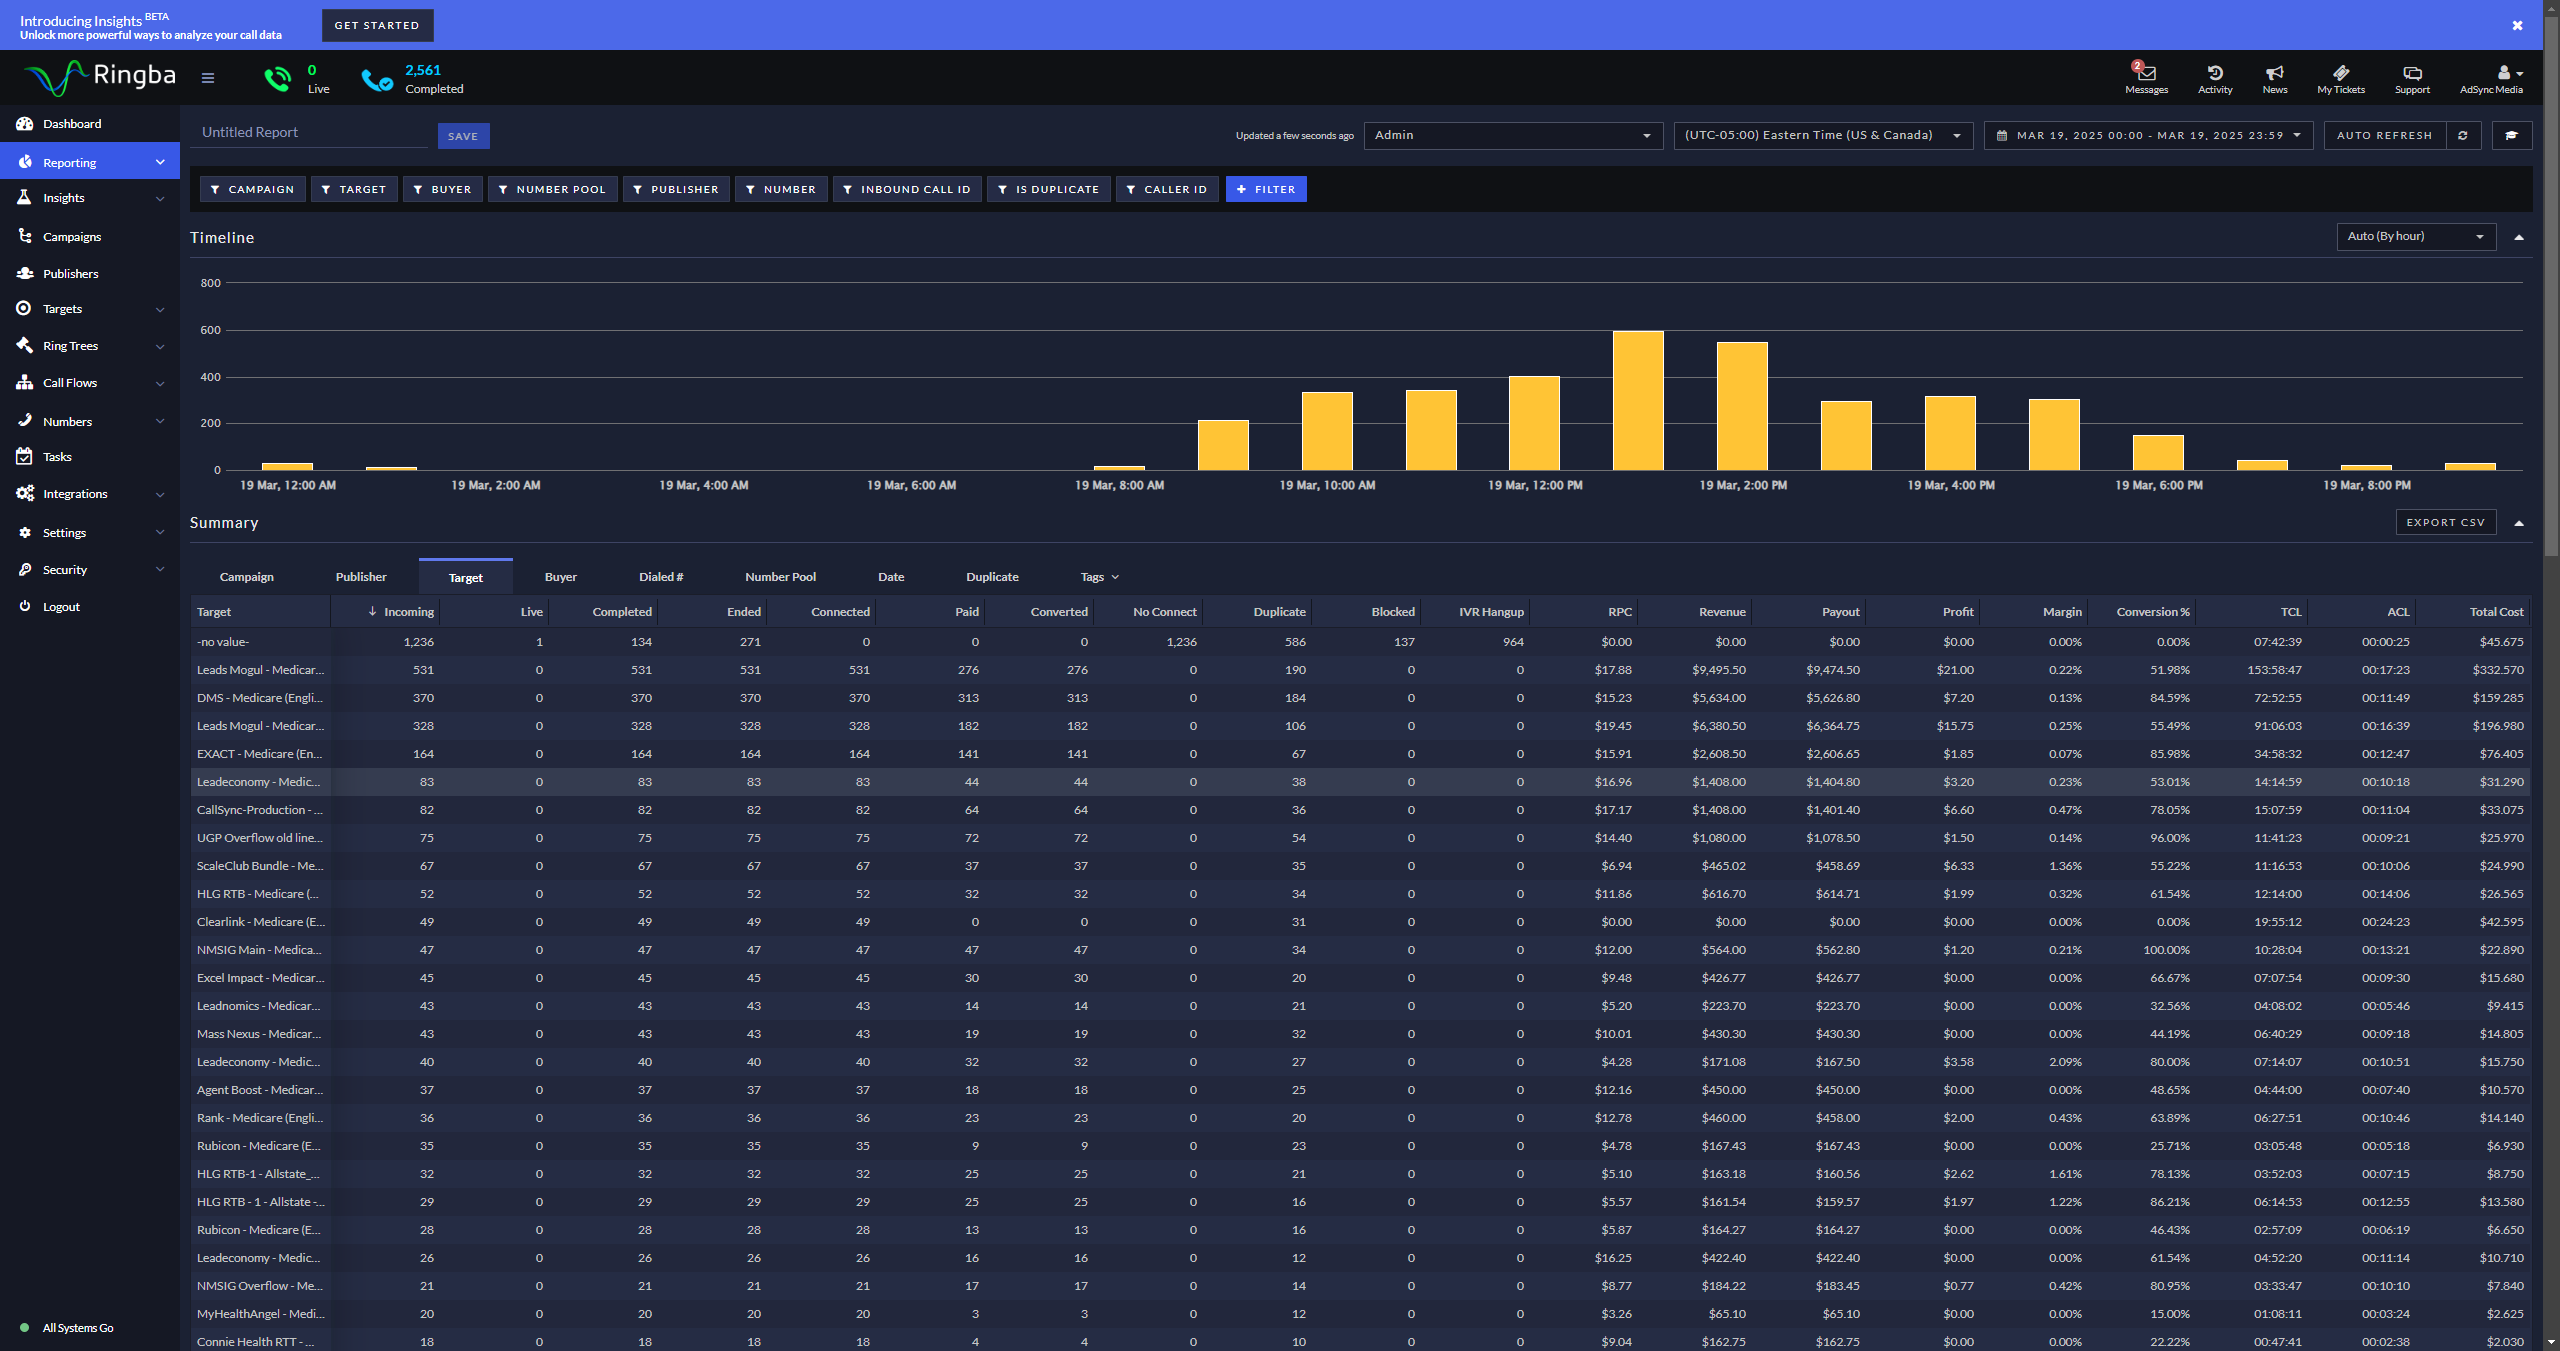 Introducing Insights BETA
Unlock more powerful ways to analyze your call data
GET STARTED
Ringba
0
Live
2,561
Completed
2
Messages
Activity
News
My Tickets
Support
AdSync Media
Dashboard
Reporting
Insights
Campaigns
Publishers
Targets
Ring Trees
Call Flows
Numbers
Tasks
Integrations
Settings
Security
Logout
All Systems Go
Untitled Report
SAVE
Updated a few seconds ago
Admin
(UTC-05:00) Eastern Time (US & Canada)
MAR 19, 2025 00:00 - MAR 19, 2025 23:59
AUTO REFRESH
CAMPAIGN TARGET BUYER NUMBER POOL PUBLISHER NUMBER INBOUND CALL ID IS DUPLICATE CALLER ID + FILTER
Timeline
Auto (By hour)
800
600
400
200
0
19 Mar, 12:00 AM 19 Mar, 2:00 AM 19 Mar, 4:00 AM 19 Mar, 6:00 AM 19 Mar, 8:00 AM 19 Mar, 10:00 AM 19 Mar, 12:00 PM 19 Mar, 2:00 PM 19 Mar, 4:00 PM 19 Mar, 6:00 PM 19 Mar, 8:00 PM
Summary
EXPORT CSV
Campaign Publisher Target Buyer Dialed # Number Pool Date Duplicate Tags
Target ↓ Incoming Live Completed Ended Connected Paid Converted No Connect Duplicate Blocked IVR Hangup RPC Revenue Payout Profit Margin Conversion % TCL ACL Total Cost
-no value- 1,236 1 134 271 0 0 0 1,236 586 137 964 $0.00 $0.00 $0.00 $0.00 0.00% 0.00% 07:42:39 00:00:25 $45.675
Leads Mogul - Medicar... 531 0 531 531 531 276 276 0 190 0 0 $17.88 $9,495.50 $9,474.50 $21.00 0.22% 51.98% 153:58:47 00:17:23 $332.570
DMS - Medicare (Engli... 370 0 370 370 370 313 313 0 184 0 0 $15.23 $5,634.00 $5,626.80 $7.20 0.13% 84.59% 72:52:55 00:11:49 $159.285
Leads Mogul - Medicar... 328 0 328 328 328 182 182 0 106 0 0 $19.45 $6,380.50 $6,364.75 $15.75 0.25% 55.49% 91:06:03 00:16:39 $196.980
EXACT - Medicare (En... 164 0 164 164 164 141 141 0 67 0 0 $15.91 $2,608.50 $2,606.65 $1.85 0.07% 85.98% 34:58:32 00:12:47 $76.405
Leadeconomy - Medic... 83 0 83 83 83 44 44 0 38 0 0 $16.96 $1,408.00 $1,404.80 $3.20 0.23% 53.01% 14:14:59 00:10:18 $31.290
CallSync-Production - ... 82 0 82 82 82 64 64 0 36 0 0 $17.17 $1,408.00 $1,401.40 $6.60 0.47% 78.05% 15:07:59 00:11:04 $33.075
UGP Overflow old line... 75 0 75 75 75 72 72 0 54 0 0 $14.40 $1,080.00 $1,078.50 $1.50 0.14% 96.00% 11:41:23 00:09:21 $25.970
ScaleClub Bundle - Me... 67 0 67 67 67 37 37 0 35 0 0 $6.94 $465.02 $458.69 $6.33 1.36% 55.22% 11:16:53 00:10:06 $24.990
HLG RTB - Medicare (... 52 0 52 52 52 32 32 0 34 0 0 $11.86 $616.70 $614.71 $1.99 0.32% 61.54% 12:14:00 00:14:06 $26.565
Clearlink - Medicare (E... 49 0 49 49 49 0 0 0 31 0 0 $0.00 $0.00 $0.00 $0.00 0.00% 0.00% 19:55:12 00:24:23 $42.595
NMSIG Main - Medica... 47 0 47 47 47 47 47 0 34 0 0 $12.00 $564.00 $562.80 $1.20 0.21% 100.00% 10:28:04 00:13:21 $22.890
Excel Impact - Medicar... 45 0 45 45 45 30 30 0 20 0 0 $9.48 $426.77 $426.77 $0.00 0.00% 66.67% 07:07:54 00:09:30 $15.680
Leadnomics - Medicar... 43 0 43 43 43 14 14 0 21 0 0 $5.20 $223.70 $223.70 $0.00 0.00% 32.56% 04:08:02 00:05:46 $9.415
Mass Nexus - Medicar... 43 0 43 43 43 19 19 0 32 0 0 $10.01 $430.30 $430.30 $0.00 0.00% 44.19% 06:40:29 00:09:18 $14.805
Leadeconomy - Medic... 40 0 40 40 40 32 32 0 27 0 0 $4.28 $171.08 $167.50 $3.58 2.09% 80.00% 07:14:07 00:10:51 $15.750
Agent Boost - Medicar... 37 0 37 37 37 18 18 0 25 0 0 $12.16 $450.00 $450.00 $0.00 0.00% 48.65% 04:44:00 00:07:40 $10.570
Rank - Medicare (Engli... 36 0 36 36 36 23 23 0 20 0 0 $12.78 $460.00 $458.00 $2.00 0.43% 63.89% 06:27:51 00:10:46 $14.140
Rubicon - Medicare (E... 35 0 35 35 35 9 9 0 23 0 0 $4.78 $167.43 $167.43 $0.00 0.00% 25.71% 03:05:48 00:05:18 $6.930
HLG RTB-1 - Allstate_... 32 0 32 32 32 25 25 0 21 0 0 $5.10 $163.18 $160.56 $2.62 1.61% 78.13% 03:52:03 00:07:15 $8.750
HLG RTB - 1 - Allstate -... 29 0 29 29 29 25 25 0 16 0 0 $5.57 $161.54 $159.57 $1.97 1.22% 86.21% 06:14:53 00:12:55 $13.580
Rubicon - Medicare (E... 28 0 28 28 28 13 13 0 16 0 0 $5.87 $164.27 $164.27 $0.00 0.00% 46.43% 02:57:09 00:06:19 $6.650
Leadeconomy - Medic... 26 0 26 26 26 16 16 0 12 0 0 $16.25 $422.40 $422.40 $0.00 0.00% 61.54% 04:52:20 00:11:14 $10.710
NMSIG Overflow - Me... 21 0 21 21 21 17 17 0 14 0 0 $8.77 $184.22 $183.45 $0.77 0.42% 80.95% 03:33:47 00:10:10 $7.840
MyHealthAngel - Medi... 20 0 20 20 20 3 3 0 12 0 0 $3.26 $65.10 $65.10 $0.00 0.00% 15.00% 01:08:11 00:03:24 $2.625
Connie Health RTT - ... 18 0 18 18 18 4 4 0 10 0 0 $9.04 $162.75 $162.75 $0.00 0.00% 22.22% 00:47:41 00:02:38 $2.030